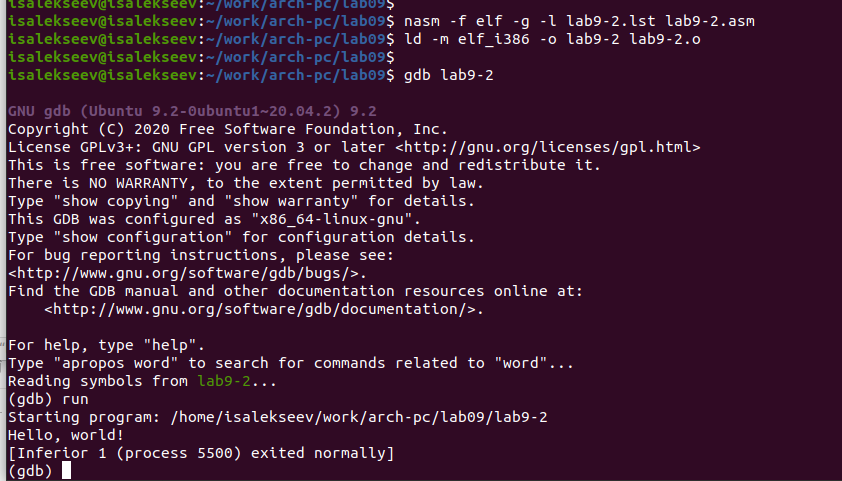 isalekseev@isalekseev:~/work/arch-pc/lab09$
isalekseev@isalekseev:~/work/arch-pc/lab09$ nasm -f elf -g -l lab9-2.lst lab9-2.asm
isalekseev@isalekseev:~/work/arch-pc/lab09$ ld -m elf_i386 -o lab9-2 lab9-2.o
isalekseev@isalekseev:~/work/arch-pc/lab09$
isalekseev@isalekseev:~/work/arch-pc/lab09$ gdb lab9-2
GNU gdb (Ubuntu 9.2-0ubuntu1~20.04.2) 9.2
Copyright (C) 2020 Free Software Foundation, Inc.
License GPLv3+: GNU GPL version 3 or later <http://gnu.org/licenses/gpl.html>
This is free software: you are free to change and redistribute it.
There is NO WARRANTY, to the extent permitted by law.
Type "show copying" and "show warranty" for details.
This GDB was configured as "x86_64-linux-gnu".
Type "show configuration" for configuration details.
For bug reporting instructions, please see:
<http://www.gnu.org/software/gdb/bugs/>.
Find the GDB manual and other documentation resources online at:
    <http://www.gnu.org/software/gdb/documentation/>.
For help, type "help".
Type "apropos word" to search for commands related to "word"...
Reading symbols from lab9-2...
(gdb) run
Starting program: /home/isalekseev/work/arch-pc/lab09/lab9-2
Hello, world!
[Inferior 1 (process 5500) exited normally]
(gdb)